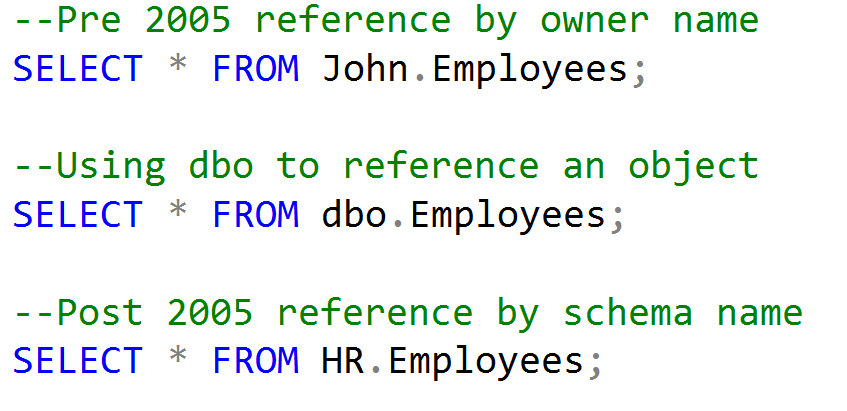 --Pre 2005 reference by owner name
SELECT * FROM John.Employees;
--Using dbo to reference an object
SELECT * FROM dbo.Employees;
--Post 2005 reference by schema name
SELECT * FROM HR.Employees;